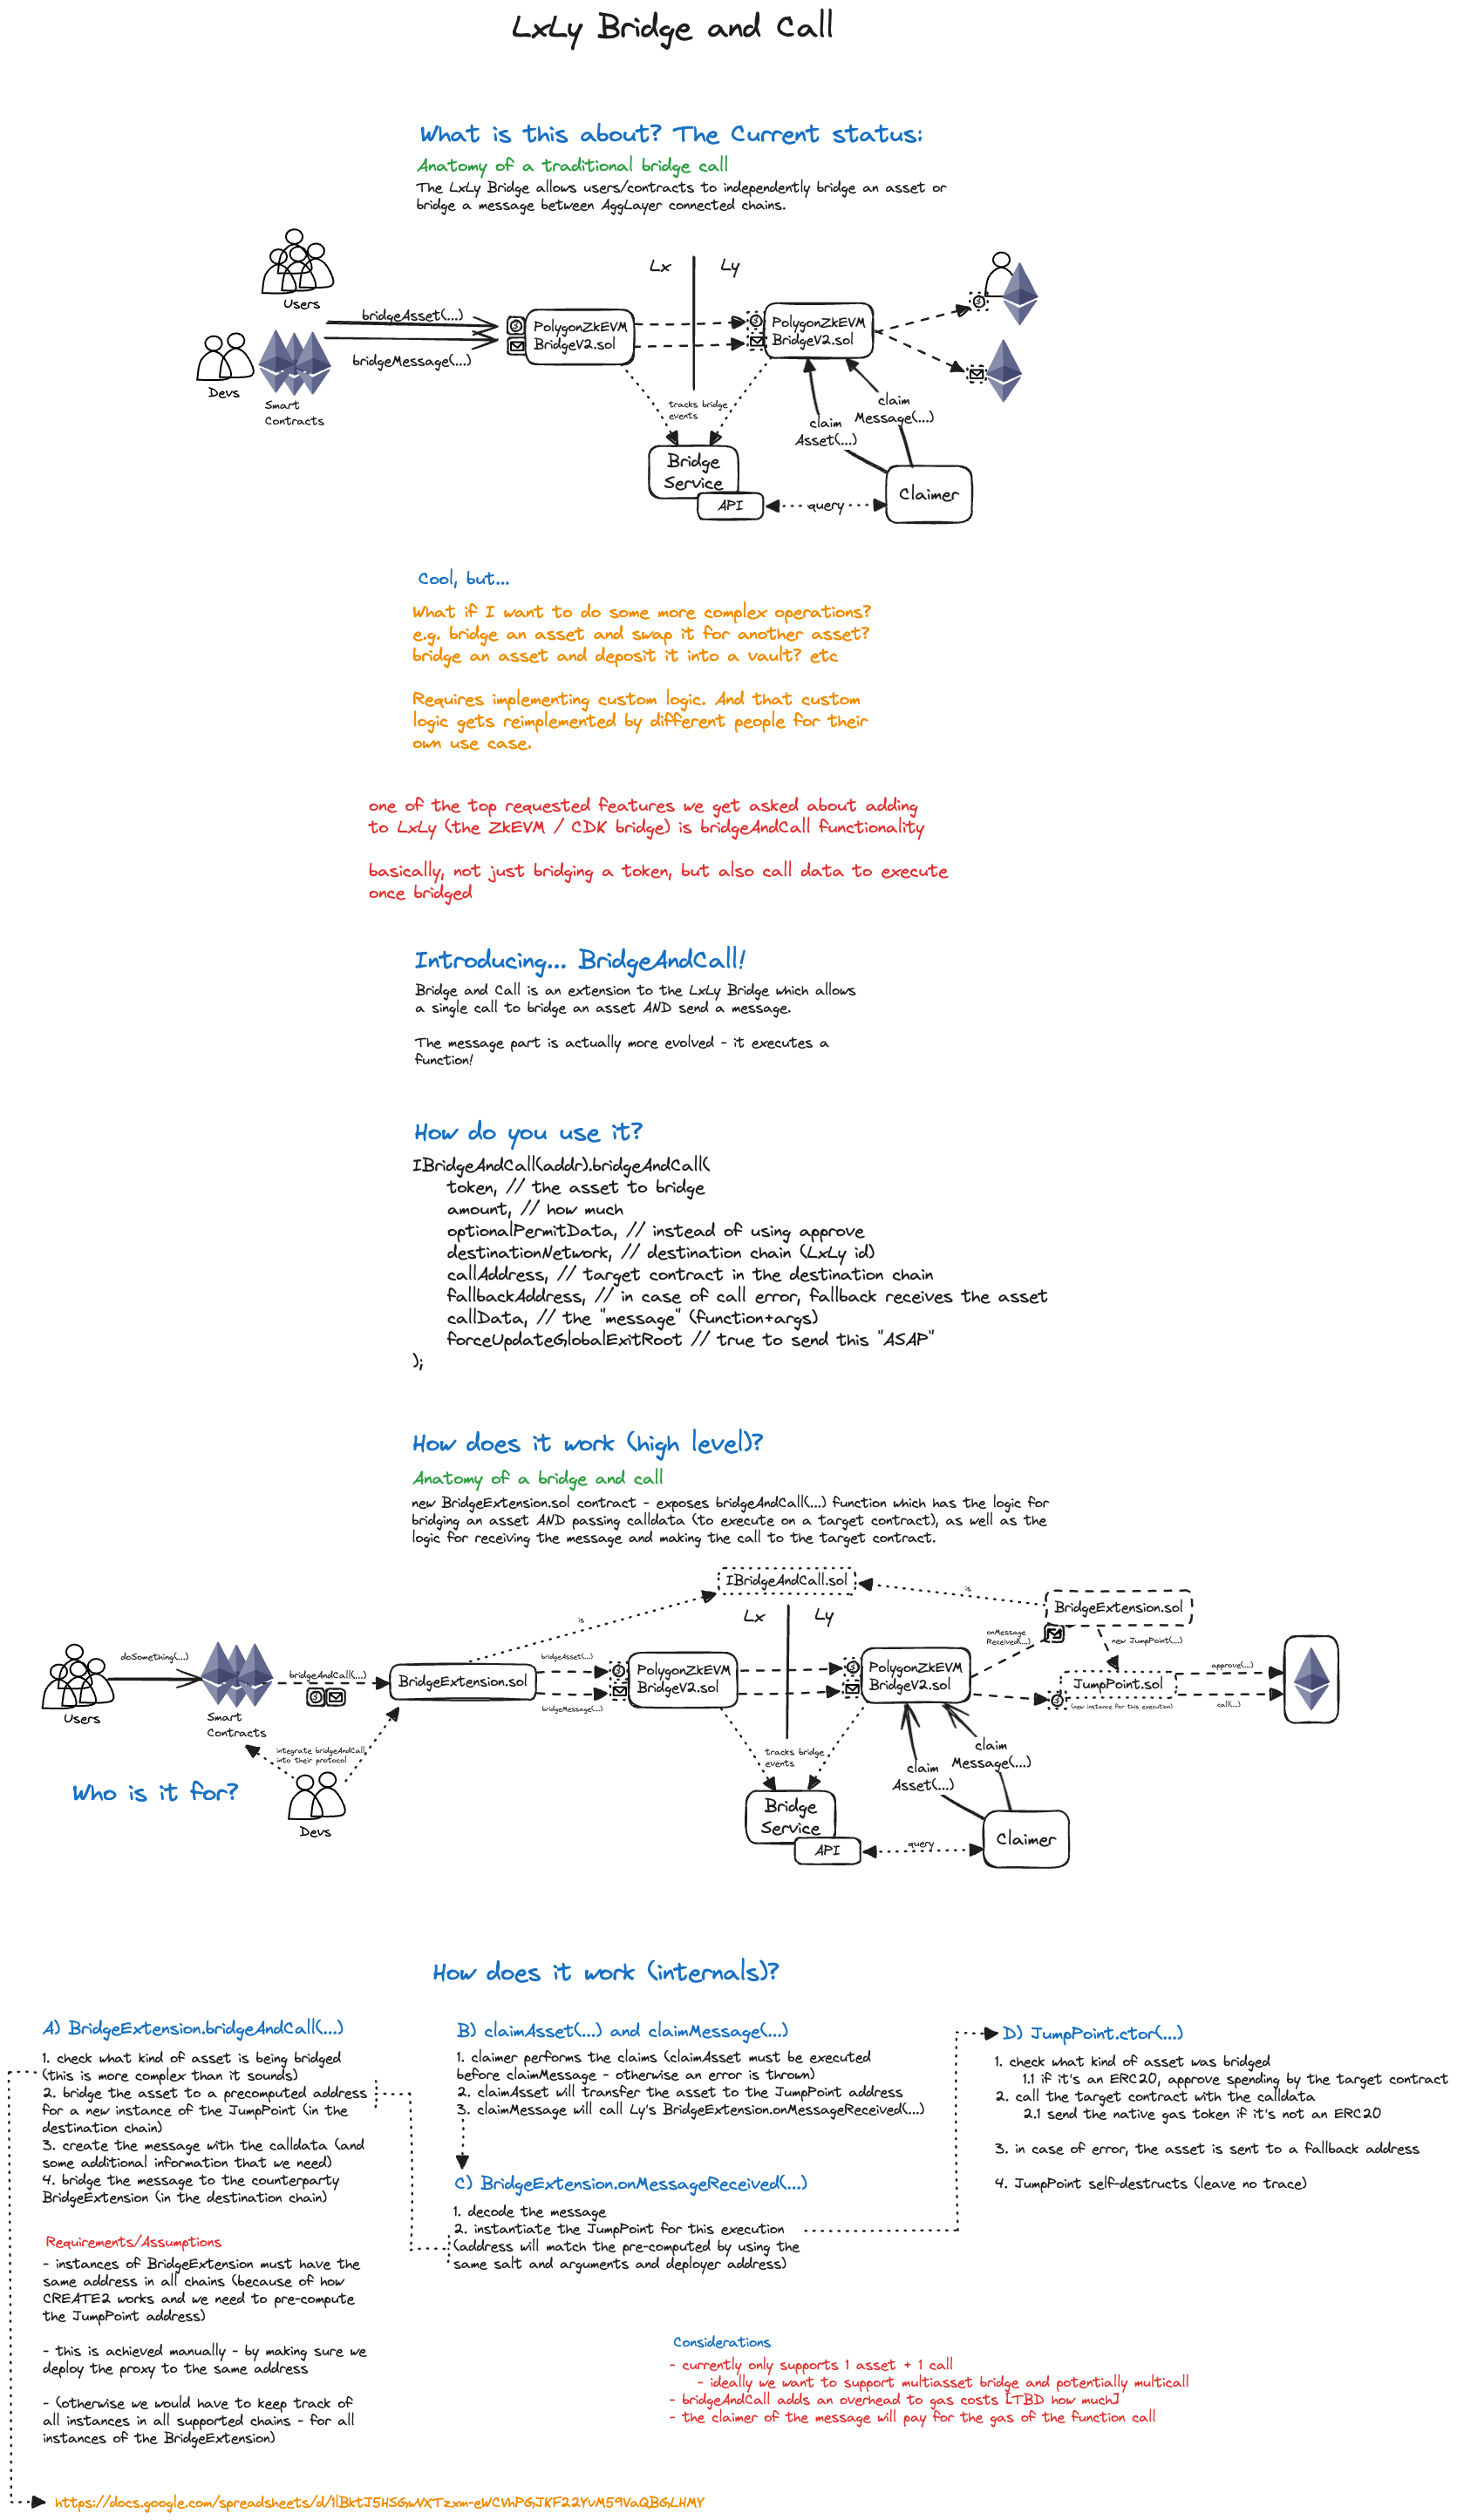 LxLy Bridge and Call
What is this about? The Current status:
Anatomy of a traditional bridge call
The LxLy Bridge allows users/contracts to independently bridge an asset or
bridge a message between AggLayer connected chains.
Users
Devs
Smart
Contracts
bridgeAsset(...)
bridgeMessage(...)
PolygonZkEVM
BridgeV2.sol
Lx
Ly
PolygonZkEVM
BridgeV2.sol
tracks bridge
events
claim
Asset(...)
claim
Message(...)
Bridge
Service
API
query
Claimer
Cool, but...
What if I want to do some more complex operations?
e.g. bridge an asset and swap it for another asset?
bridge an asset and deposit it into a vault? etc
Requires implementing custom logic. And that custom
logic gets reimplemented by different people for their
own use case.
one of the top requested features we get asked about adding
to LxLy (the ZkEVM / CDK bridge) is bridgeAndCall functionality
basically, not just bridging a token, but also call data to execute
once bridged
Introducing... BridgeAndCall!
Bridge and Call is an extension to the LxLy Bridge which allows
a single call to bridge an asset AND send a message.
The message part is actually more evolved - it executes a
function!
How do you use it?
IBridgeAndCall(addr).bridgeAndCall(
token, // the asset to bridge
amount, // how much
optionalPermitData, // instead of using approve
destinationNetwork, // destination chain (LxLy id)
callAddress, // target contract in the destination chain
fallbackAddress, // in case of call error, fallback receives the asset
callData, // the "message" (function+args)
forceUpdateGlobalExitRoot // true to send this "ASAP"
);
How does it work (high level)?
Anatomy of a bridge and call
new BridgeExtension.sol contract - exposes bridgeAndCall(...) function which has the logic for
bridging an asset AND passing calldata (to execute on a target contract), as well as the
logic for receiving the message and making the call to the target contract.
IBridgeAndCall.sol
is
is
BridgeExtension.sol
Lx
Ly
Users
doSomething(...)
Smart
Contracts
bridgeAndCall(...)
BridgeExtension.sol
bridgeAsset(...)
bridgeMessage(...)
PolygonZkEVM
BridgeV2.sol
PolygonZkEVM
BridgeV2.sol
onMessage
Received(...)
new JumpPoint(...)
JumpPoint.sol
(new instance for this execution)
approve(...)
call(...)
integrate bridgeAndCall
into their protocol
Devs
Who is it for?
tracks bridge
events
claim
Asset(...)
claim
Message(...)
Bridge
Service
API
query
Claimer
How does it work (internals)?
A) BridgeExtension.bridgeAndCall(...)
1. check what kind of asset is being bridged
(this is more complex than it sounds)
2. bridge the asset to a precomputed address
for a new instance of the JumpPoint (in the
destination chain)
3. create the message with the calldata (and
some additional information that we need)
4. bridge the message to the counterparty
BridgeExtension (in the destination chain)
Requirements/Assumptions
- instances of BridgeExtension must have the
same address in all chains (because of how
CREATE2 works and we need to pre-compute
the JumpPoint address)
- this is achieved manually - by making sure we
deploy the proxy to the same address
- (otherwise we would have to keep track of
all instances in all supported chains - for all
instances of the BridgeExtension)
B) claimAsset(...) and claimMessage(...)
1. claimer performs the claims (claimAsset must be executed
before claimMessage - otherwise an error is thrown)
2. claimAsset will transfer the asset to the JumpPoint address
3. claimMessage will call Ly's BridgeExtension.onMessageReceived(...)
C) BridgeExtension.onMessageReceived(...)
1. decode the message
2. instantiate the JumpPoint for this execution
(address will match the pre-computed by using the
same salt and arguments and deployer address)
D) JumpPoint.ctor(...)
1. check what kind of asset was bridged
1.1 if it's an ERC20, approve spending by the target contract
2. call the target contract with the calldata
2.1 send the native gas token if it's not an ERC20
3. in case of error, the asset is sent to a fallback address
4. JumpPoint self-destructs (leave no trace)
Considerations
- currently only supports 1 asset + 1 call
- ideally we want to support multiasset bridge and potentially multicall
- bridgeAndCall adds an overhead to gas costs [TBD how much]
- the claimer of the message will pay for the gas of the function call